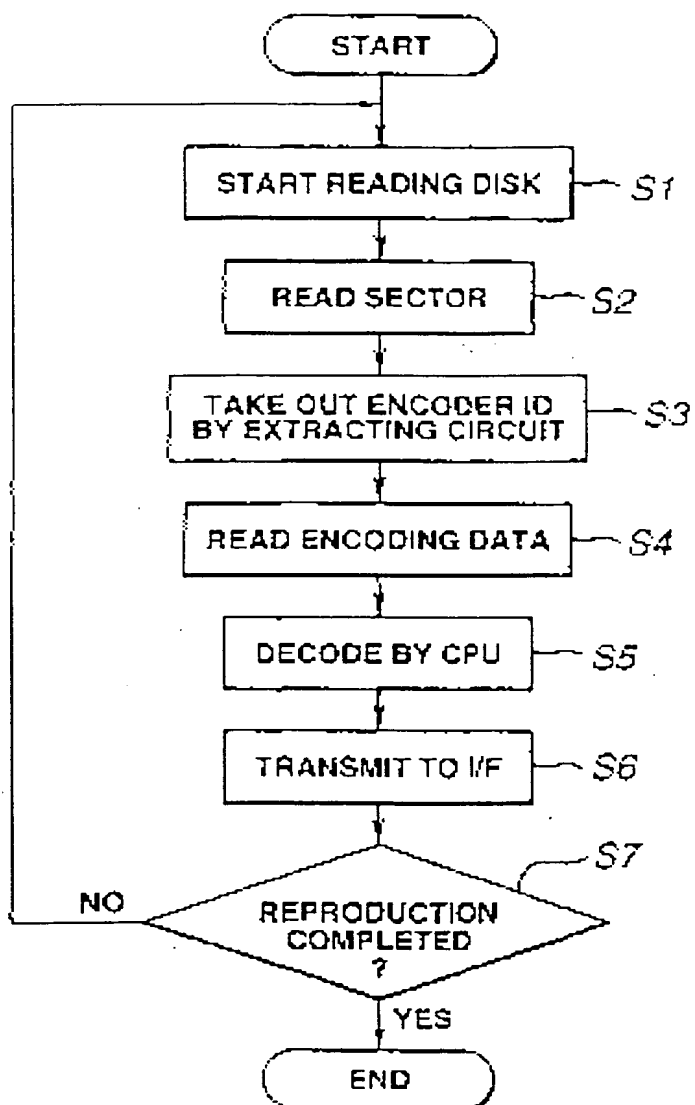 START
START READING DISK
S1
READ SECTOR
S2
TAKE OUT ENCODER ID
BY EXTRACTING CIRCUIT
S3
READ ENCODING DATA
S4
DECODE BY CPU
S5
TRANSMIT TO I/F
S6
S7
NO
REPRODUCTION
COMPLETED
?
YES
END